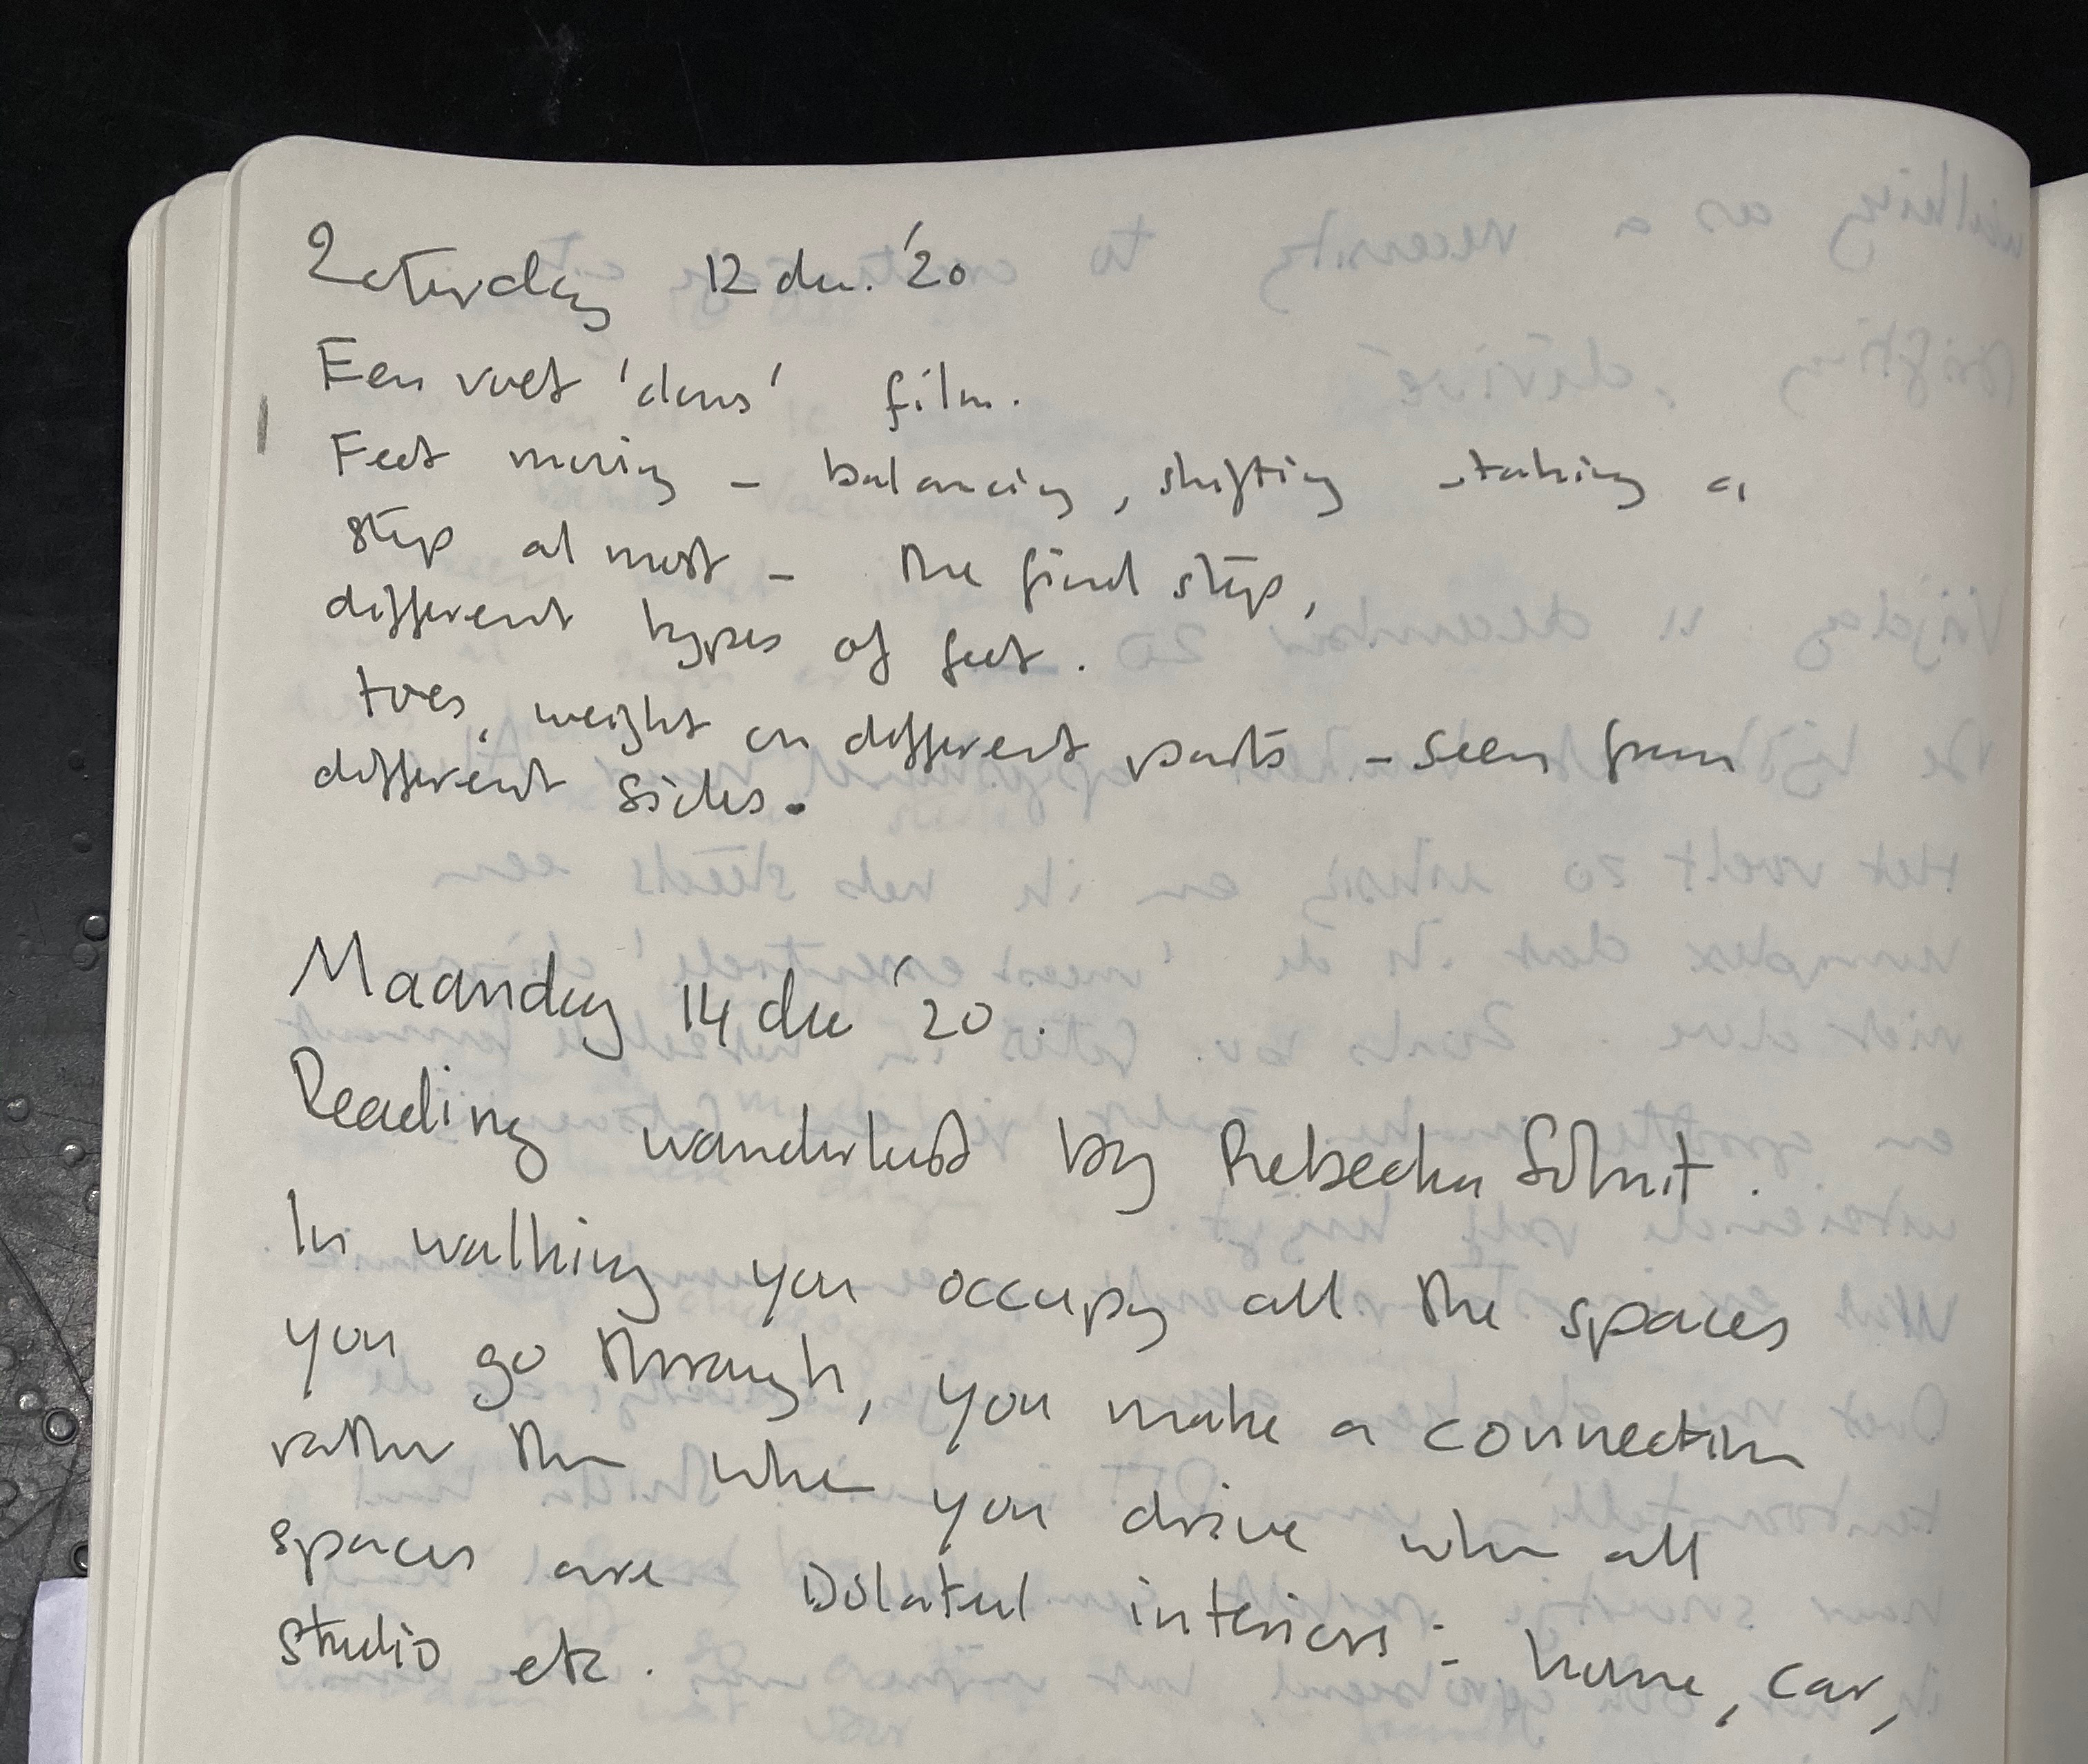 Zaturday 12 dec. '20
Een voet 'dans' film.
Feet moving – balancing, shifting – taking a
step almost – the final step,
different types of feet.
toes, weight on different parts – seen from
different sides.
Maandag 14 dec '20.
Reading wanderlust by Rebecka Solnit.
In walking you occupy all the spaces
you go through, you make a connection
rather then when you drive when all
spaces are isolated interiors: home, car,
studio etc.